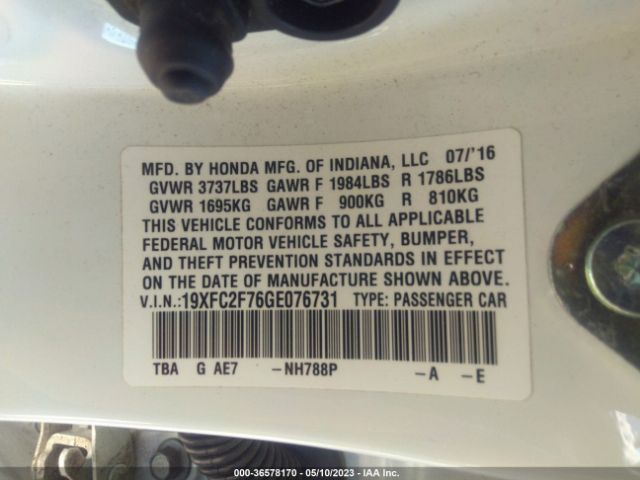 MFD. BY HONDA MFG. OF INDIANA, LLC 07/'16
GVWR 3737LBS GAWR F 1984LBS R 1786LBS
GVWR 1695KG GAWR F 900KG R 810KG
THIS VEHICLE CONFORMS TO ALL APPLICABLE
FEDERAL MOTOR VEHICLE SAFETY, BUMPER,
AND THEFT PREVENTION STANDARDS IN EFFECT
ON THE DATE OF MANUFACTURE SHOWN ABOVE.
V.I.N.:19XFC2F76GE076731 TYPE: PASSENGER CAR
TBA G AE7 -NH788P -A -E
000-36578170 - 05/10/2023 - IAA Inc.